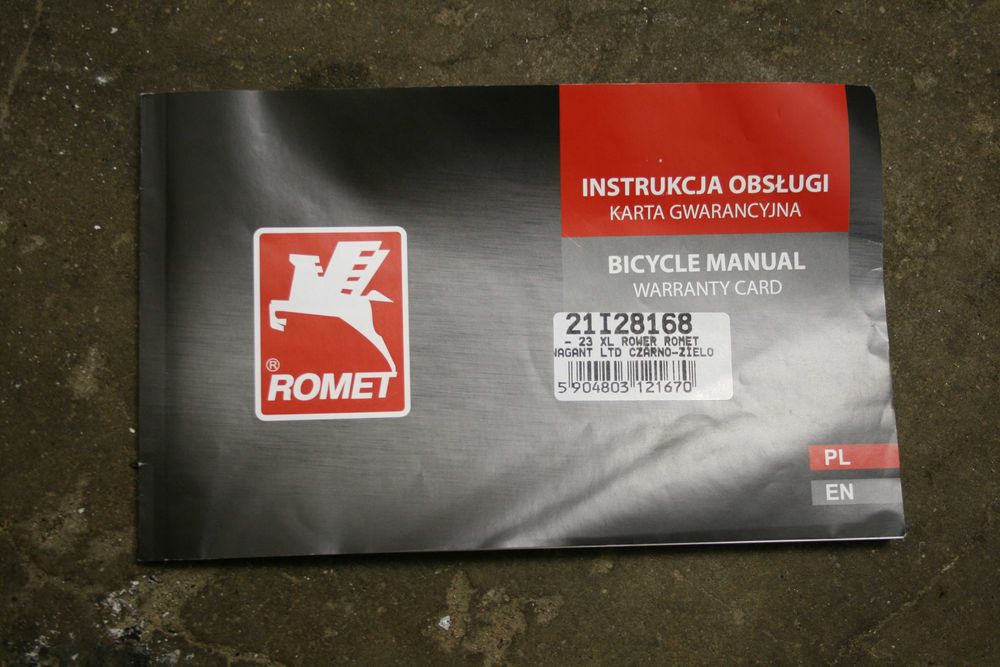 INSTRUKCJA OBSŁUGI
KARTA GWARANCYJNA
BICYCLE MANUAL
WARRANTY CARD
21I28168
- 23 XL ROWER ROMET
WAGANT LTD CZARNO-ZIELO
5 904803 121670
® ROMET
PL
EN